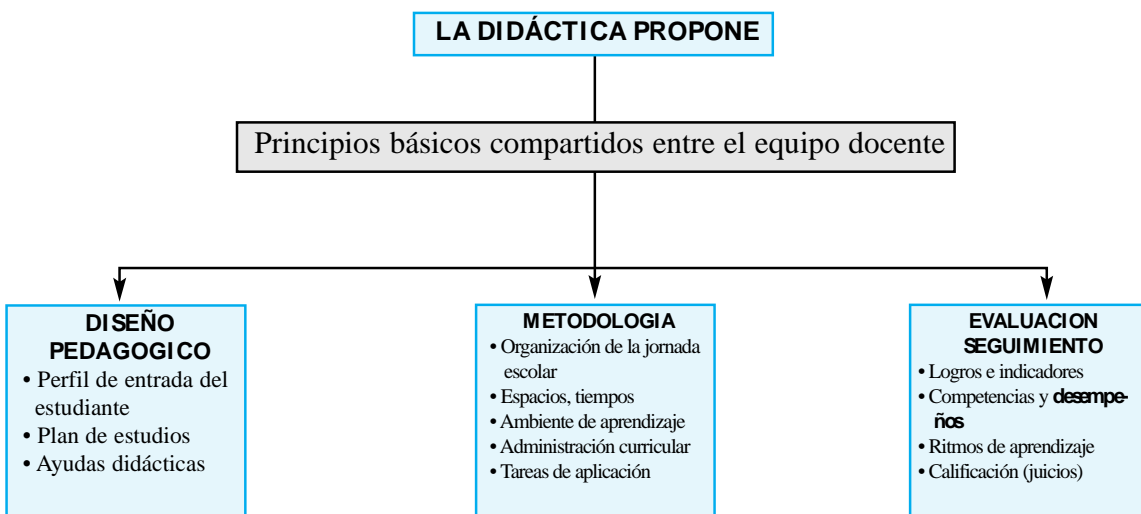 LA DIDÁCTICA PROPONE
Principios básicos compartidos entre el equipo docente
DISEÑO
PEDAGOGICO
• Perfil de entrada del
estudiante
• Plan de estudios
• Ayudas didácticas
METODOLOGIA
• Organización de la jornada
escolar
• Espacios, tiempos
• Ambiente de aprendizaje
• Administración curricular
• Tareas de aplicación
EVALUACION
SEGUIMIENTO
• Logros e indicadores
• Competencias y desempe-
ños
• Ritmos de aprendizaje
• Calificación (juicios)